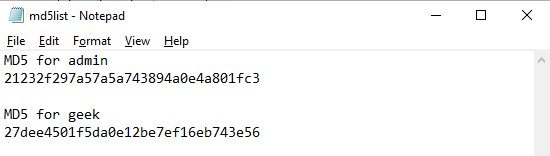 md5list - Notepad
File Edit Format View Help
MD5 for admin
21232f297a57a5a743894a0e4a801fc3
MD5 for geek
27dee4501f5da0e12be7ef16eb743e56